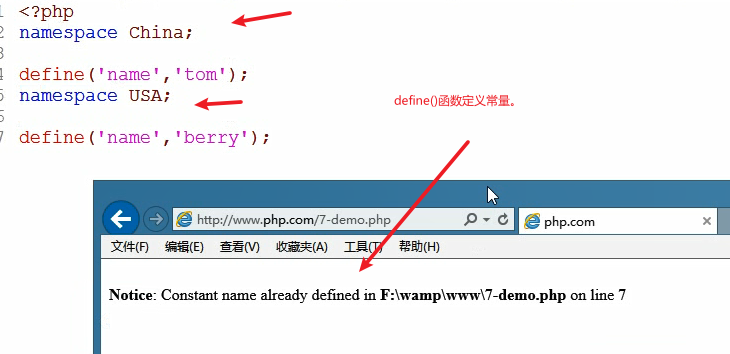 1 <?php
2 namespace China;
3
4 define('name','tom');
5 namespace USA;
6
7 define('name','berry');
define()函数定义常量。
http://www.php.com/7-demo.php
php.com
文件(F) 编辑(E) 查看(V) 收藏夹(A) 工具(T) 帮助(H)
Notice: Constant name already defined in F:\wamp\www\7-demo.php on line 7